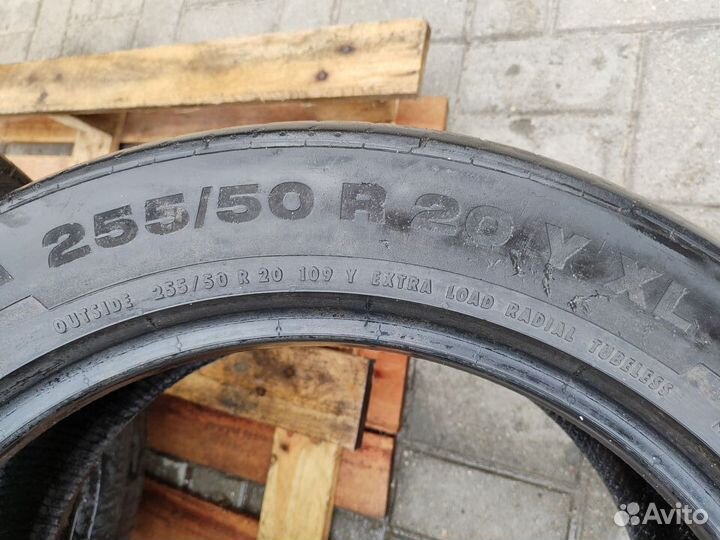 255/50 R 20 Y XL
OUTSIDE 255/50 R 20 109 Y EXTRA LOAD RADIAL TUBELESS
Avito